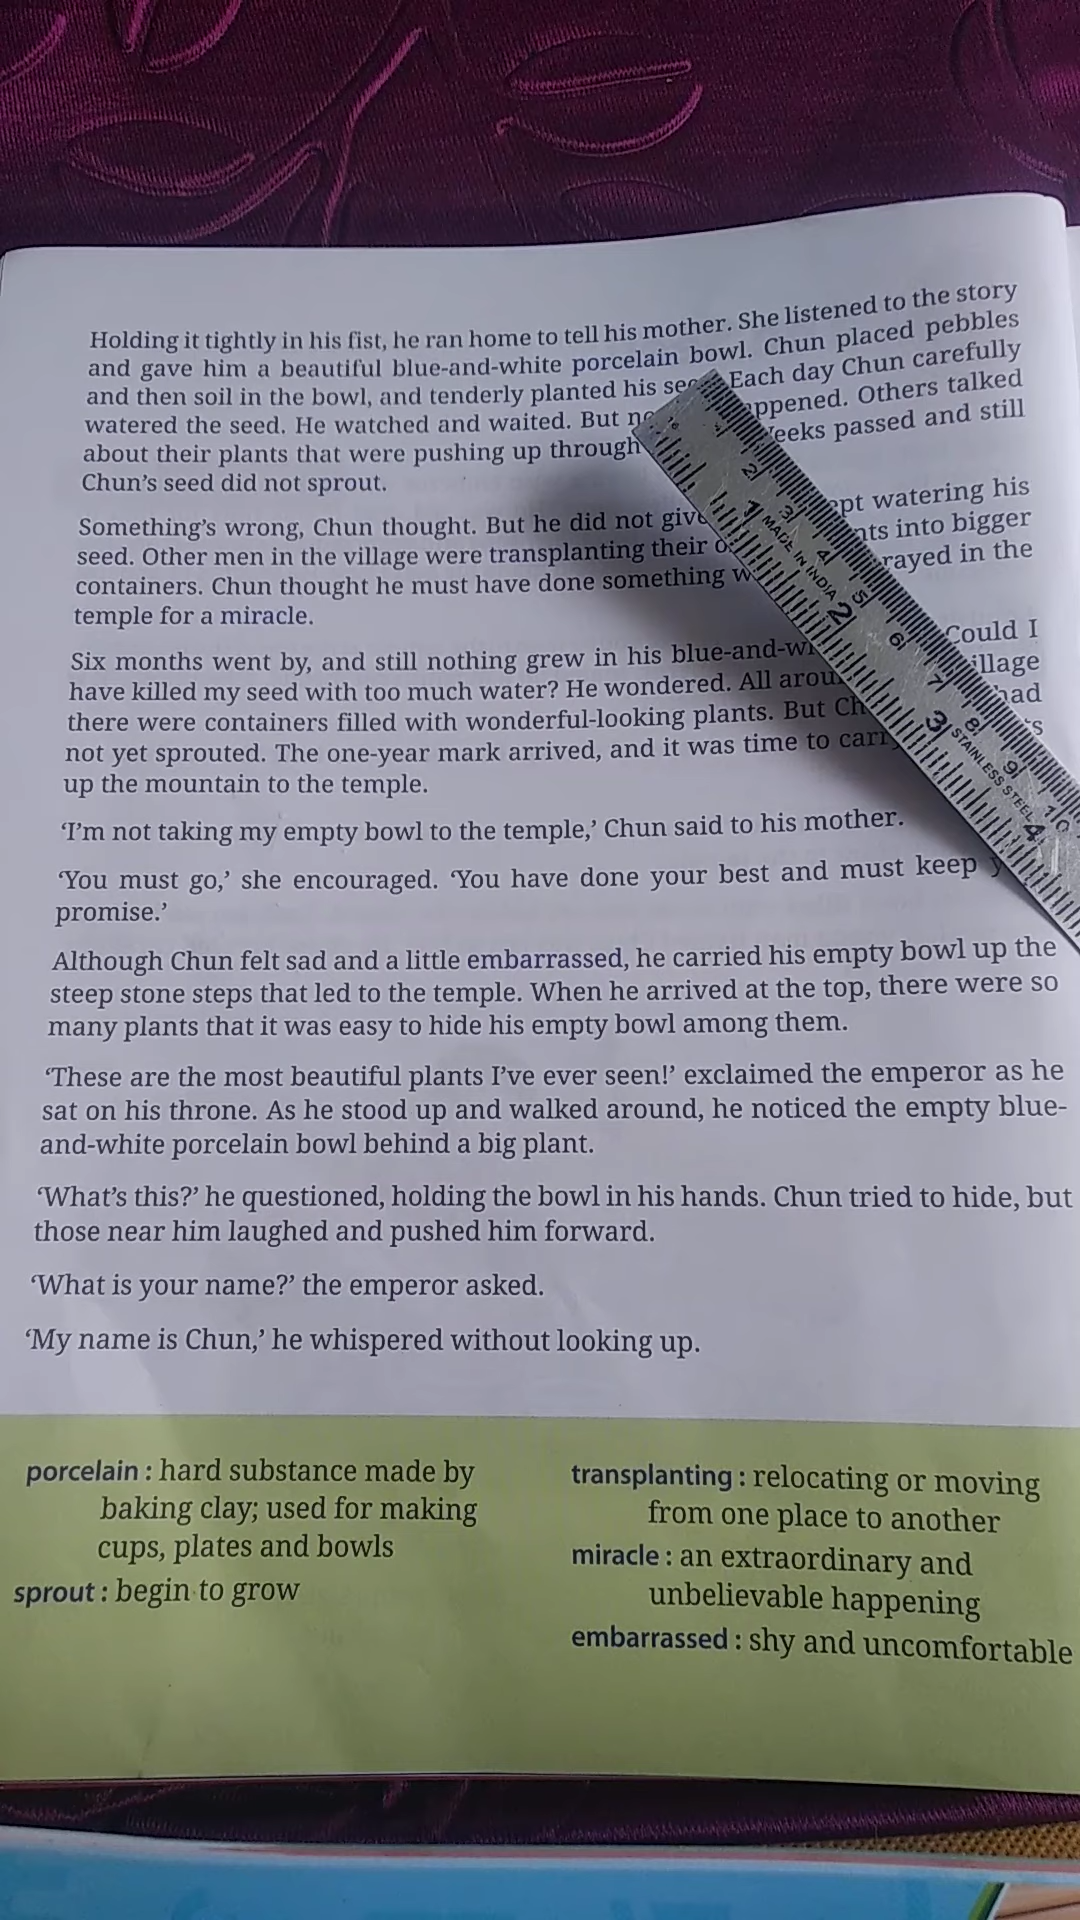 Holding it tightly in his fist, he ran home to tell his mother. She listened to the story
and gave him a beautiful blue-and-white porcelain bowl. Chun placed pebbles
and then soil in the bowl, and tenderly planted his Each day Chun carefully
watered the seed. He watched and waited. But Others talked
about their plants that were pushing up through passed and still
Chun's seed did not sprout.
Something's wrong, Chun thought. But he did not watering his
seed. Other men in the village were transplanting their into bigger
containers. Chun thought he must have done something in the
temple for a miracle.
Six months went by, and still nothing grew in his Could I
have killed my seed with too much water? He wondered. All
there were containers filled with wonderful-looking plants. But had
not yet sprouted. The one-year mark arrived, and it was time to
up the mountain to the temple.
‘I'm not taking my empty bowl to the temple,’ Chun said to his mother.
‘You must go,’ she encouraged. ‘You have done your best and must keep
promise.’
Although Chun felt sad and a little embarrassed, he carried his empty bowl up the
steep stone steps that led to the temple. When he arrived at the top, there were so
many plants that it was easy to hide his empty bowl among them.
‘These are the most beautiful plants I've ever seen!’ exclaimed the emperor as he
sat on his throne. As he stood up and walked around, he noticed the empty blue-
and-white porcelain bowl behind a big plant.
‘What's this?’ he questioned, holding the bowl in his hands. Chun tried to hide, but
those near him laughed and pushed him forward.
‘What is your name?’ the emperor asked.
‘My name is Chun,’ he whispered without looking up.
porcelain : hard substance made by
baking clay; used for making
cups, plates and bowls
sprout : begin to grow
transplanting : relocating or moving
from one place to another
miracle : an extraordinary and
unbelievable happening
embarrassed : shy and uncomfortable
1 2 3 4 5 6 7 8 9 10
1 2 3 4
MADE IN INDIA
STAINLESS STEEL